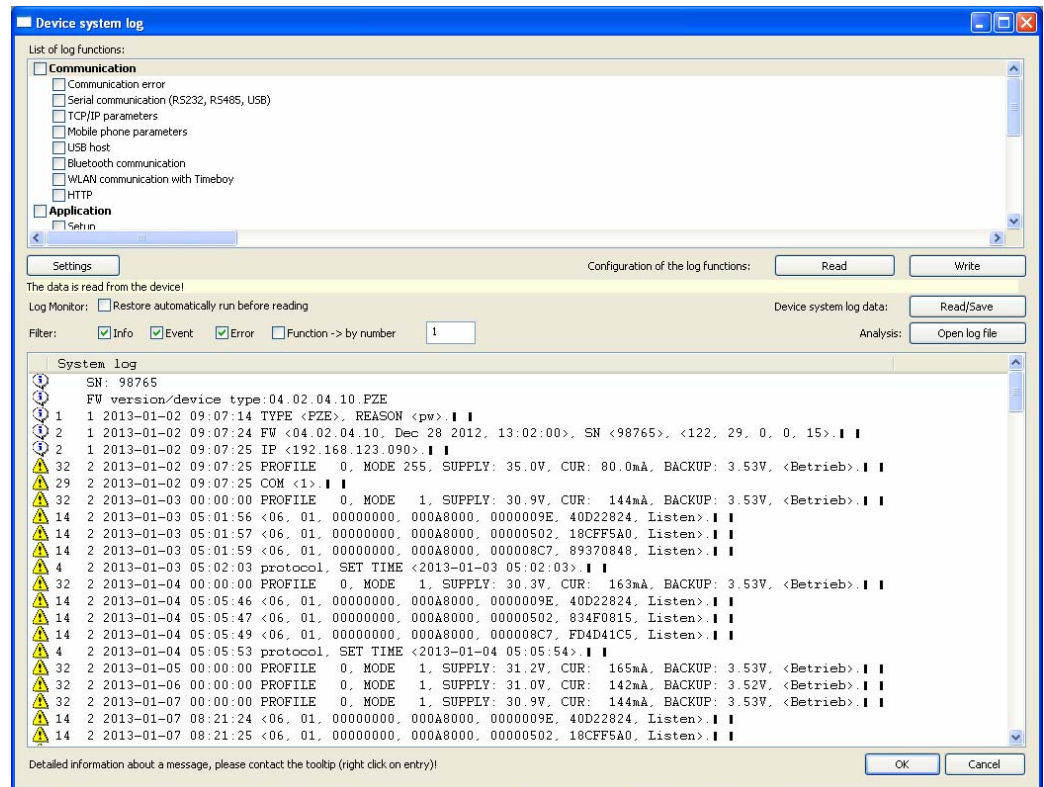 Device system log
List of log functions:
Communication
Communication error
Serial communication (RS232, RS485, USB)
TCP/IP parameters
Mobile phone parameters
USB host
Bluetooth communication
WLAN communication with Timeboy
HTTP
Application
Setup
Settings Configuration of the log functions: Read Write
The data is read from the device!
Log Monitor: Restore automatically run before reading Device system log data: Read/Save
Filter: Info Event Error Function -> by number 1 Analysis: Open log file
System log
SN: 98765
FW version/device type:04.02.04.10.PZE
1 1 2013-01-02 09:07:14 TYPE <PZE>, REASON <pw>.
2 1 2013-01-02 09:07:24 FW <04.02.04.10, Dec 28 2012, 13:02:00>, SN <98765>, <122, 29, 0, 0, 15>.
2 1 2013-01-02 09:07:25 IP <192.168.123.090>.
32 2 2013-01-02 09:07:25 PROFILE 0, MODE 255, SUPPLY: 35.0V, CUR: 80.0mA, BACKUP: 3.53V, <Betrieb>.
29 2 2013-01-02 09:07:25 COM <1>.
32 2 2013-01-03 00:00:00 PROFILE 0, MODE 1, SUPPLY: 30.9V, CUR: 144mA, BACKUP: 3.53V, <Betrieb>.
14 2 2013-01-03 05:01:56 <06, 01, 00000000, 000A8000, 0000009E, 40D22824, Listen>.
14 2 2013-01-03 05:01:57 <06, 01, 00000000, 000A8000, 00000502, 18CFF5A0, Listen>.
14 2 2013-01-03 05:01:59 <06, 01, 00000000, 000A8000, 000008C7, 89370848, Listen>.
4 2 2013-01-03 05:02:03 protocol, SET TIME <2013-01-03 05:02:03>.
32 2 2013-01-04 00:00:00 PROFILE 0, MODE 1, SUPPLY: 30.3V, CUR: 163mA, BACKUP: 3.53V, <Betrieb>.
14 2 2013-01-04 05:05:46 <06, 01, 00000000, 000A8000, 0000009E, 40D22824, Listen>.
14 2 2013-01-04 05:05:47 <06, 01, 00000000, 000A8000, 00000502, 834F0815, Listen>.
14 2 2013-01-04 05:05:49 <06, 01, 00000000, 000A8000, 000008C7, FD4D41C5, Listen>.
4 2 2013-01-04 05:05:53 protocol, SET TIME <2013-01-04 05:05:54>.
32 2 2013-01-05 00:00:00 PROFILE 0, MODE 1, SUPPLY: 31.2V, CUR: 165mA, BACKUP: 3.53V, <Betrieb>.
32 2 2013-01-06 00:00:00 PROFILE 0, MODE 1, SUPPLY: 31.0V, CUR: 142mA, BACKUP: 3.52V, <Betrieb>.
32 2 2013-01-07 00:00:00 PROFILE 0, MODE 1, SUPPLY: 30.9V, CUR: 144mA, BACKUP: 3.53V, <Betrieb>.
14 2 2013-01-07 08:21:24 <06, 01, 00000000, 000A8000, 0000009E, 40D22824, Listen>.
14 2 2013-01-07 08:21:25 <06, 01, 00000000, 000A8000, 00000502, 18CFF5A0, Listen>.
Detailed information about a message, please contact the tooltip (right click on entry)! OK Cancel